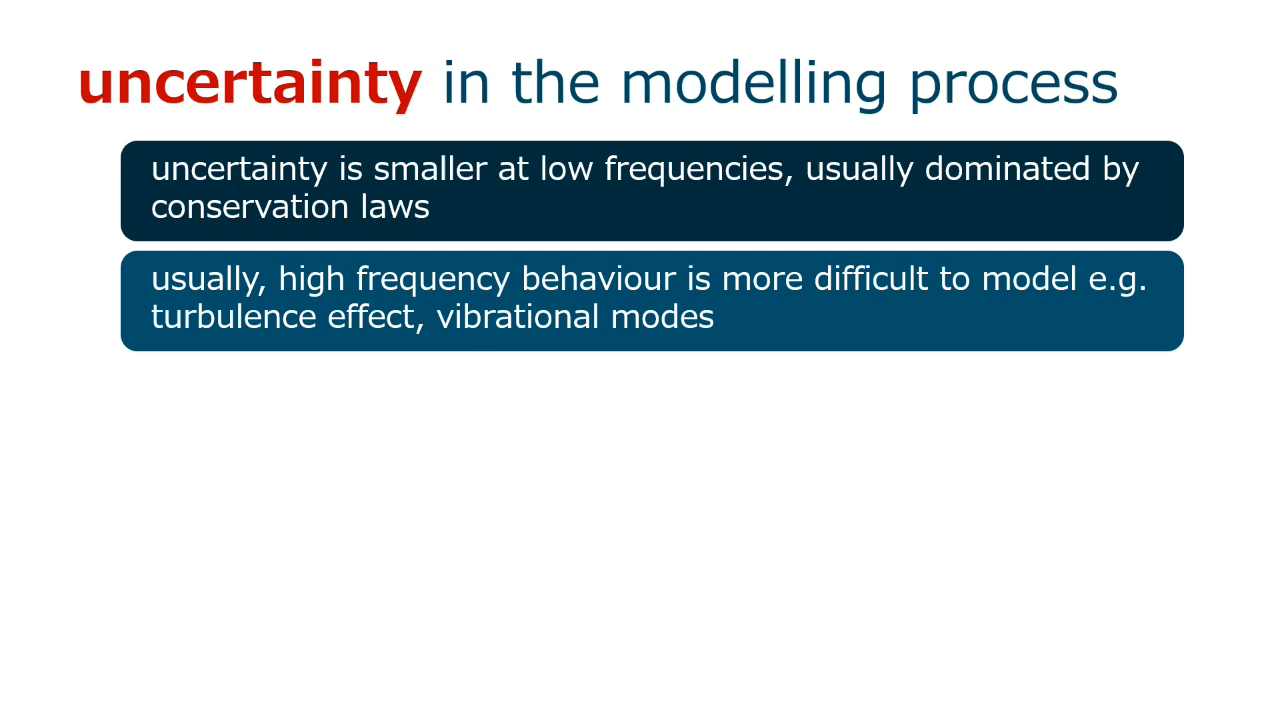 uncertainty in the modelling process
uncertainty is smaller at low frequencies, usually dominated by
conservation laws
usually, high frequency behaviour is more difficult to model e.g.
turbulence effect, vibrational modes